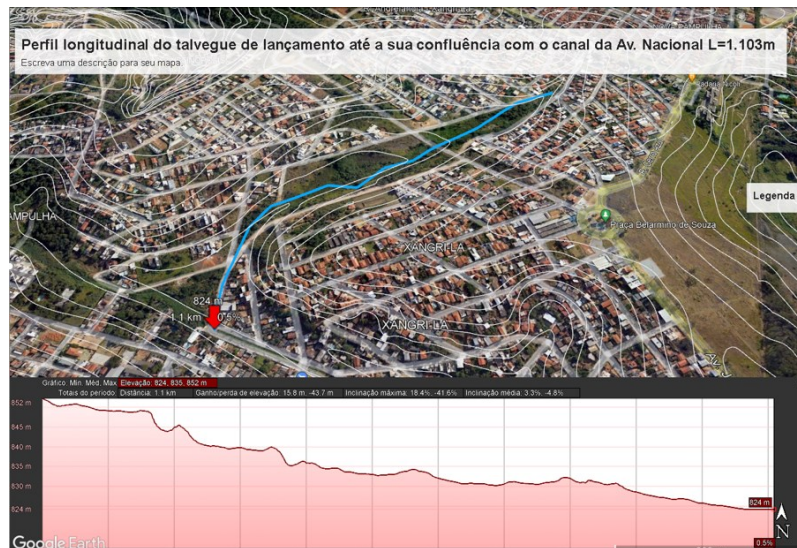 Perfil longitudinal do talvegue de lançamento até a sua confluência com o canal da Av. Nacional L=1.103m
Escreva uma descrição para seu mapa.
Legenda
AMPULHA
Praça Belarmino de Souza
XANGRI-LA
824 m
1.1 km 0.5%
XANGRI-LA
Gráfico: Mín, Méd, Máx Elevação: 824, 835, 852 m
Totais do período: Distância: 1.1 km Ganho/perda de elevação: 15.8 m, -43.7 m Inclinação máxima: 18.4%, -41.6% Inclinação média: 3.3%, -4.8%
852 m
845 m
840 m
835 m
830 m
824 m
824 m
N
Google Earth
0.5%